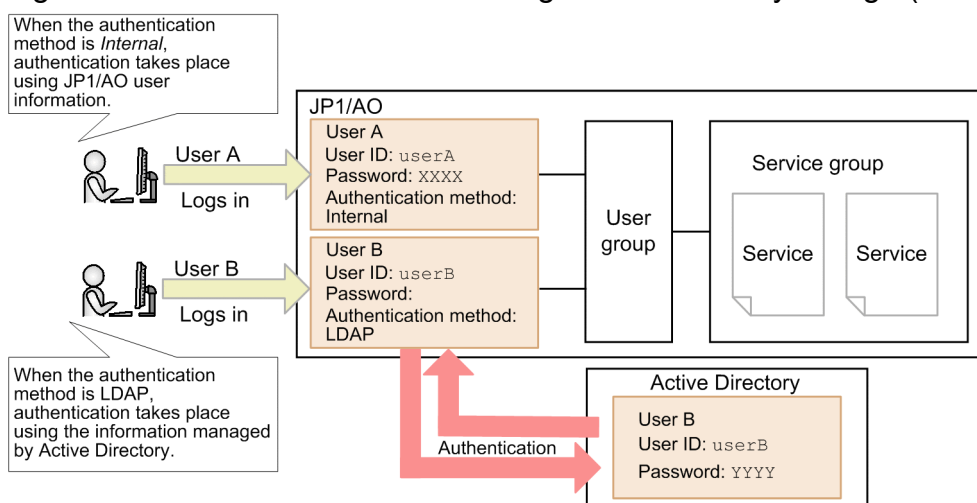 When the authentication
method is Internal,
authentication takes place
using JP1/AO user
information.
JP1/AO
User A
User ID: userA
Password: XXXX
Authentication method:
Internal
User A
Logs in
User B
User ID: userB
Password:
Authentication method:
LDAP
User B
Logs in
User
group
Service group
Service
Service
When the authentication
method is LDAP,
authentication takes place
using the information managed
by Active Directory.
Authentication
Active Directory
User B
User ID: userB
Password: YYYY